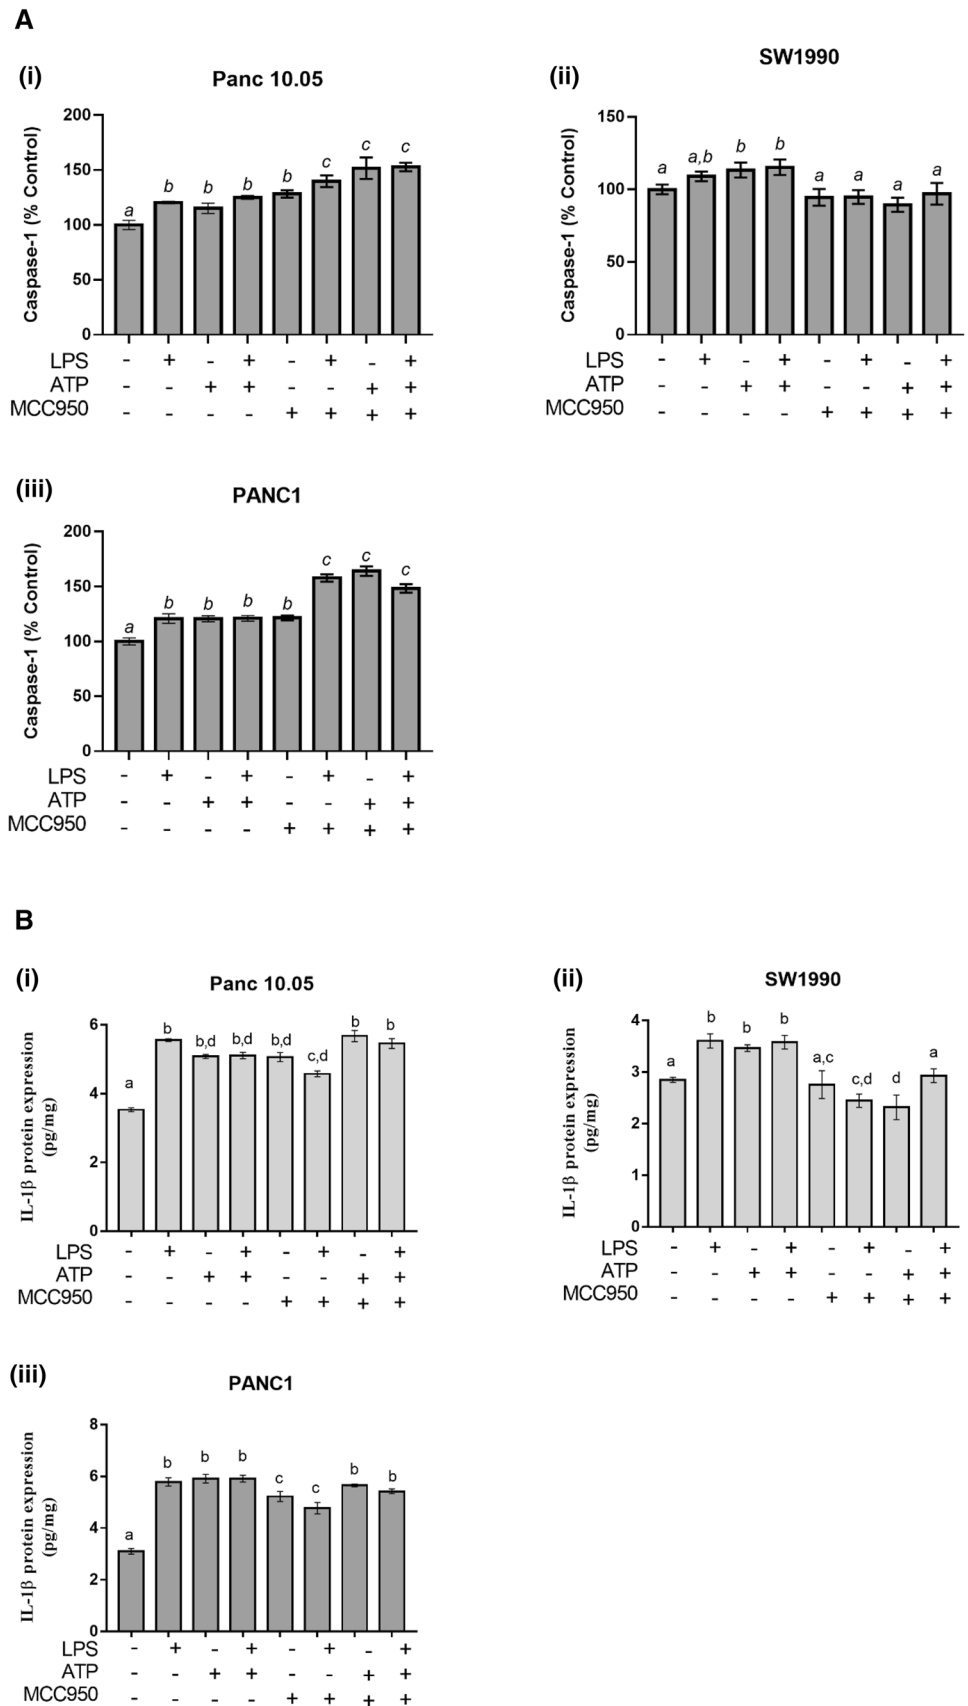 A
(i)
Panc 10.05
Caspase-1 (% Control)
200
150
100
50
0
a b b b b c c c
LPS - + - + - + - +
ATP - - + + - - + +
MCC950 - - - - + + + +
(ii)
SW1990
Caspase-1 (% Control)
150
100
50
0
a a,b b b a a a a
LPS - + - + - + - +
ATP - - + + - - + +
MCC950 - - - - + + + +
(iii)
PANC1
Caspase-1 (% Control)
200
150
100
50
0
a b b b b c c c
LPS - + - + - + - +
ATP - - + + - - + +
MCC950 - - - - + + + +
B
(i)
Panc 10.05
IL-1β protein expression
(pg/mg)
6
4
2
0
a b b,d b,d b,d c,d b b
LPS - + - + - + - +
ATP - - + + - - + +
MCC950 - - - - + + + +
(ii)
SW1990
IL-1β protein expression
(pg/mg)
4
3
2
1
0
a b b b a,c c,d d a
LPS - + - + - + - +
ATP - - + + - - + +
MCC950 - - - - + + + +
(iii)
PANC1
IL-1β protein expression
(pg/mg)
8
6
4
2
0
a b b b c c b b
LPS - + - + - + - +
ATP - - + + - - + +
MCC950 - - - - + + + +